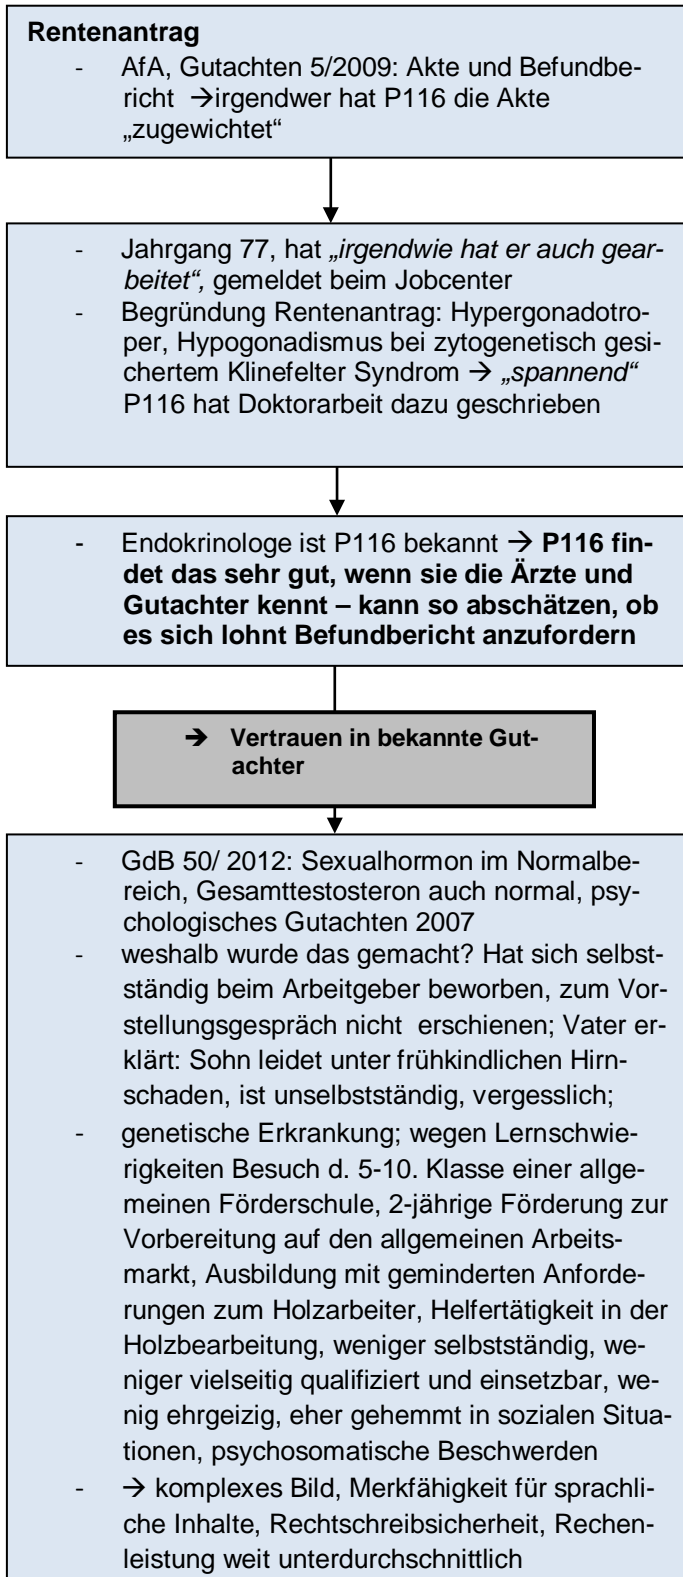 Rentenantrag
- AfA, Gutachten 5/2009: Akte und Befundbe-
richt →irgendwer hat P116 die Akte
„zugewichtet“
- Jahrgang 77, hat „irgendwie hat er auch gear-
beitet“, gemeldet beim Jobcenter
- Begründung Rentenantrag: Hypergonadotro-
per, Hypogonadismus bei zytogenetisch gesi-
chertem Klinefelter Syndrom → „spannend“
P116 hat Doktorarbeit dazu geschrieben
- Endokrinologe ist P116 bekannt → P116 fin-
det das sehr gut, wenn sie die Ärzte und
Gutachter kennt – kann so abschätzen, ob
es sich lohnt Befundbericht anzufordern
→ Vertrauen in bekannte Gut-
achter
- GdB 50/ 2012: Sexualhormon im Normalbe-
reich, Gesamttestosteron auch normal, psy-
chologisches Gutachten 2007
- weshalb wurde das gemacht? Hat sich selbst-
ständig beim Arbeitgeber beworben, zum Vor-
stellungsgespräch nicht erschienen; Vater er-
klärt: Sohn leidet unter frühkindlichen Hirn-
schaden, ist unselbstständig, vergesslich;
- genetische Erkrankung; wegen Lernschwie-
rigkeiten Besuch d. 5-10. Klasse einer allge-
meinen Förderschule, 2-jährige Förderung zur
Vorbereitung auf den allgemeinen Arbeits-
markt, Ausbildung mit geminderten Anforde-
rungen zum Holzarbeiter, Helfertätigkeit in der
Holzbearbeitung, weniger selbstständig, we-
niger vielseitig qualifiziert und einsetzbar, we-
nig ehrgeizig, eher gehemmt in sozialen Situa-
tionen, psychosomatische Beschwerden
- → komplexes Bild, Merkfähigkeit für sprachli-
che Inhalte, Rechtschreibsicherheit, Rechen-
leistung weit unterdurchschnittlich